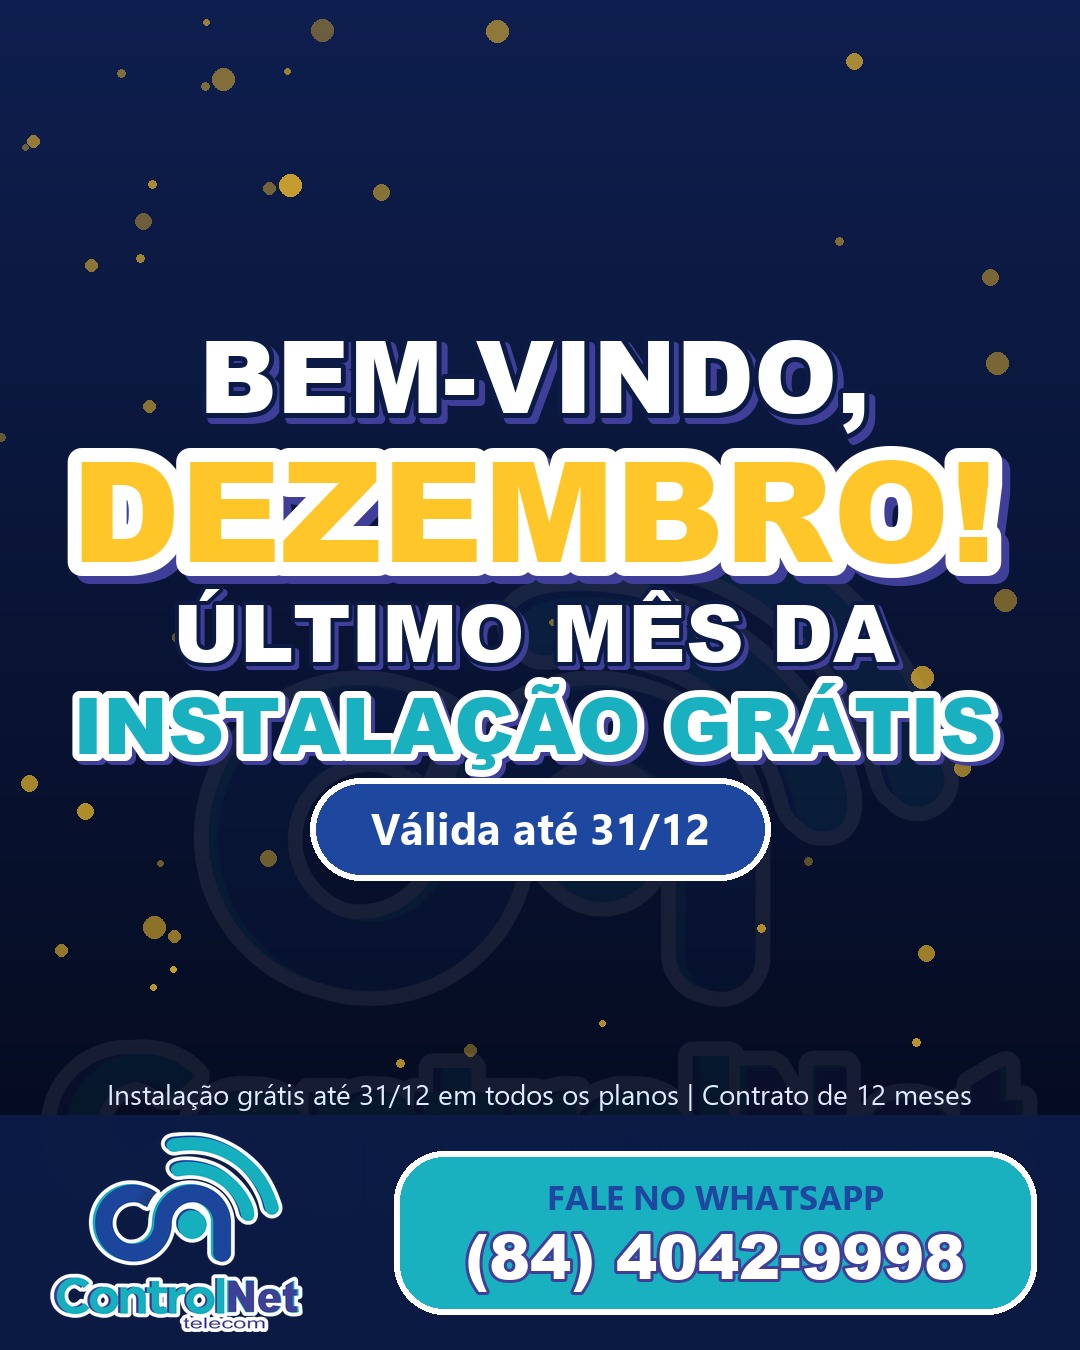 BEM-VINDO,
DEZEMBRO!
ÚLTIMO MÊS DA
INSTALAÇÃO GRÁTIS
Válida até 31/12
Instalação grátis até 31/12 em todos os planos | Contrato de 12 meses
ControlNet
telecom
FALE NO WHATSAPP
(84) 4042-9998